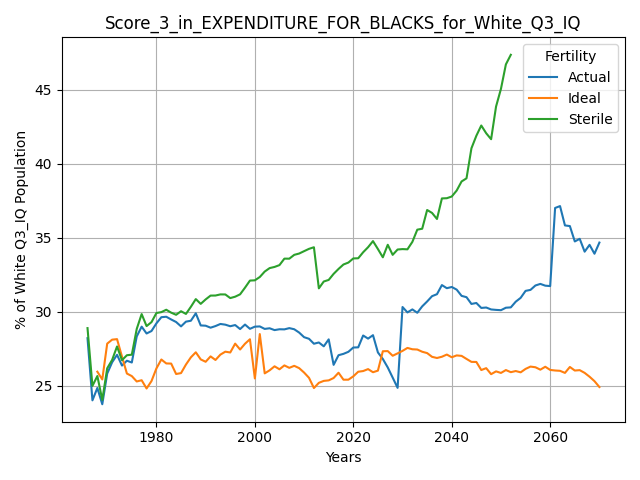 Score_3_in_EXPENDITURE_FOR_BLACKS_for_White_Q3_IQ
Fertility
Actual
Ideal
Sterile
% of White Q3_IQ Population
45
40
35
30
25
1980
2000
2020
2040
2060
Years